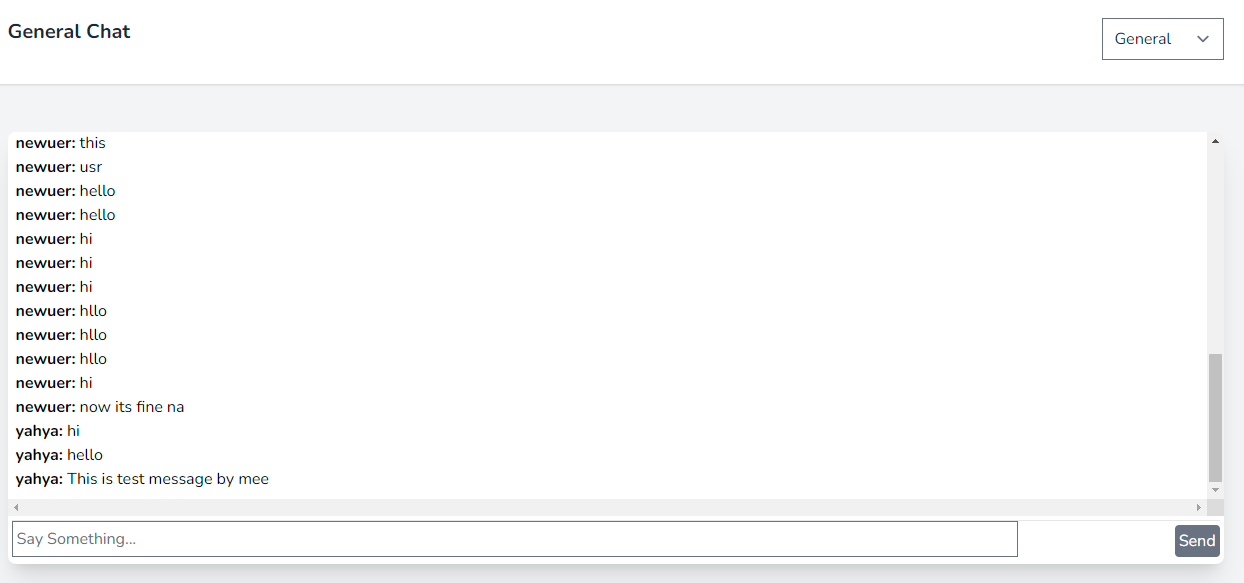 General Chat
General
newuer: this
newuer: usr
newuer: hello
newuer: hello
newuer: hi
newuer: hi
newuer: hi
newuer: hllo
newuer: hllo
newuer: hllo
newuer: hi
newuer: now its fine na
yahya: hi
yahya: hello
yahya: This is test message by mee
Say Something...
Send